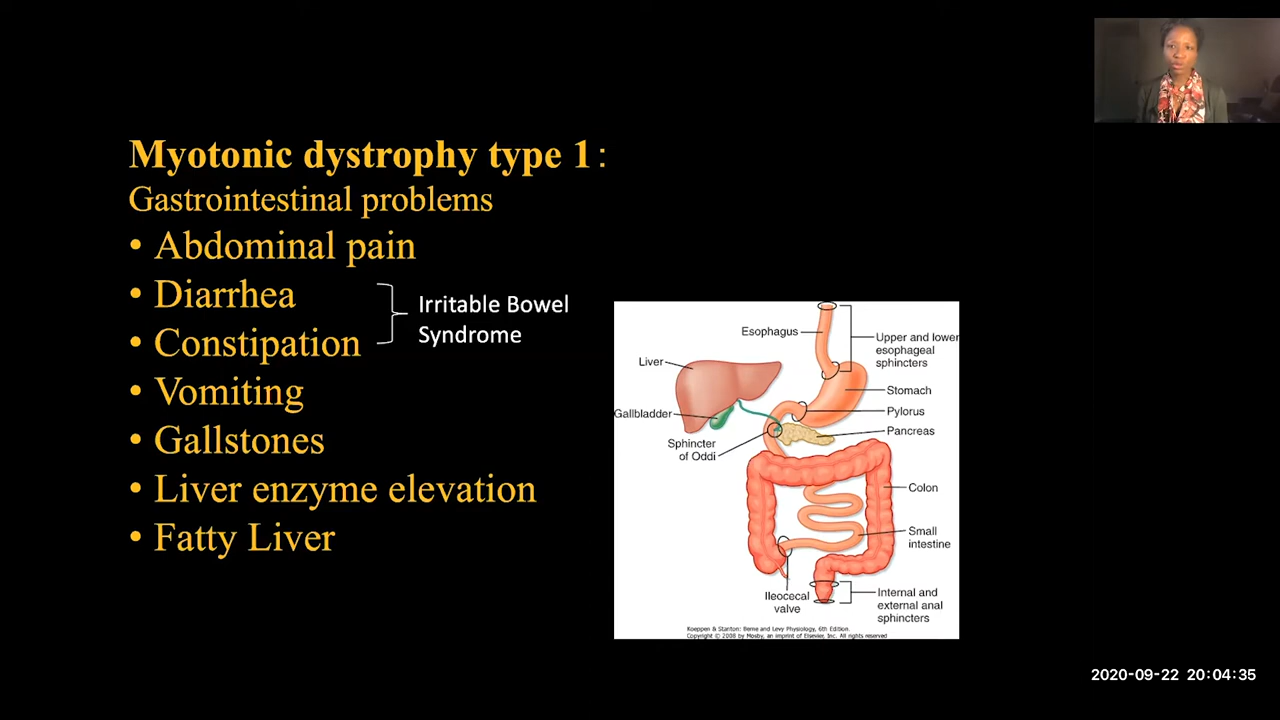 Myotonic dystrophy type 1:
Gastrointestinal problems
• Abdominal pain
• Diarrhea
• Constipation
Irritable Bowel
Syndrome
• Vomiting
• Gallstones
• Liver enzyme elevation
• Fatty Liver
Esophagus
Upper and lower
esophageal
sphincters
Liver
Stomach
Gallbladder
Pylorus
Pancreas
Sphincter
of Oddi
Colon
Small
intestine
Ileocecal
valve
Internal and
external anal
sphincters
Koeppen & Stanton: Berne and Levy Physiology, 6th Edition.
Copyright © 2008 by Mosby, an imprint of Elsevier, Inc. All rights reserved
2020-09-22 20:04:35